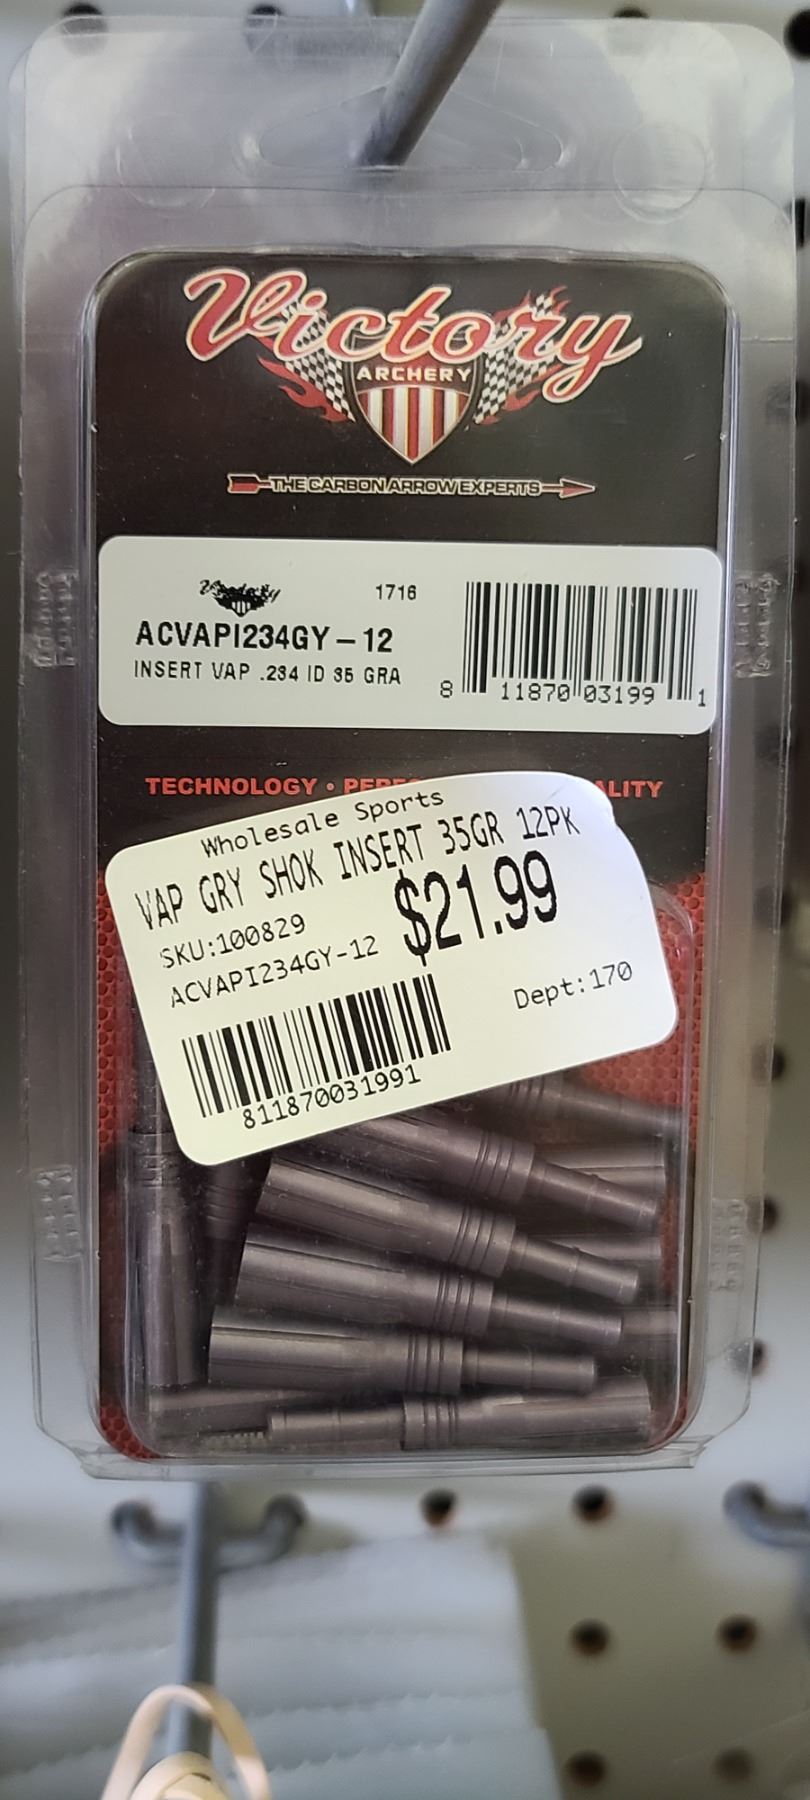 Victory
ARCHERY
THE CARBON ARROW EXPERTS
Victory
1716
ACVAPI234GY-12
INSERT VAP .234 ID 35 GRA
8 11870 03199 1
TECHNOLOGY •
Wholesale Sports
VAP GRY SHOK INSERT 35GR 12PK
$21.99
SKU:100829
ACVAPI234GY-12
Dept:170
811870031991